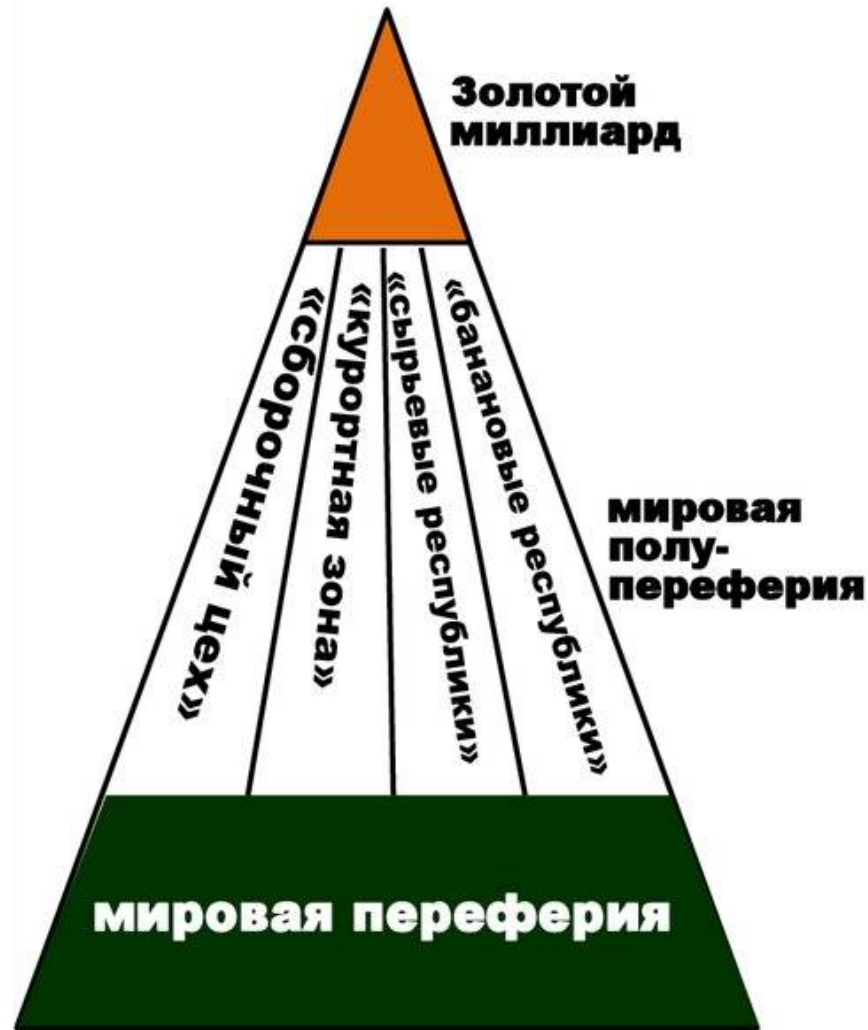 Золотой
миллиард
«сборочный цех»
«курортная зона»
«сырьевые республики»
«банановые республики»
мировая
полу-
переферия
мировая переферия